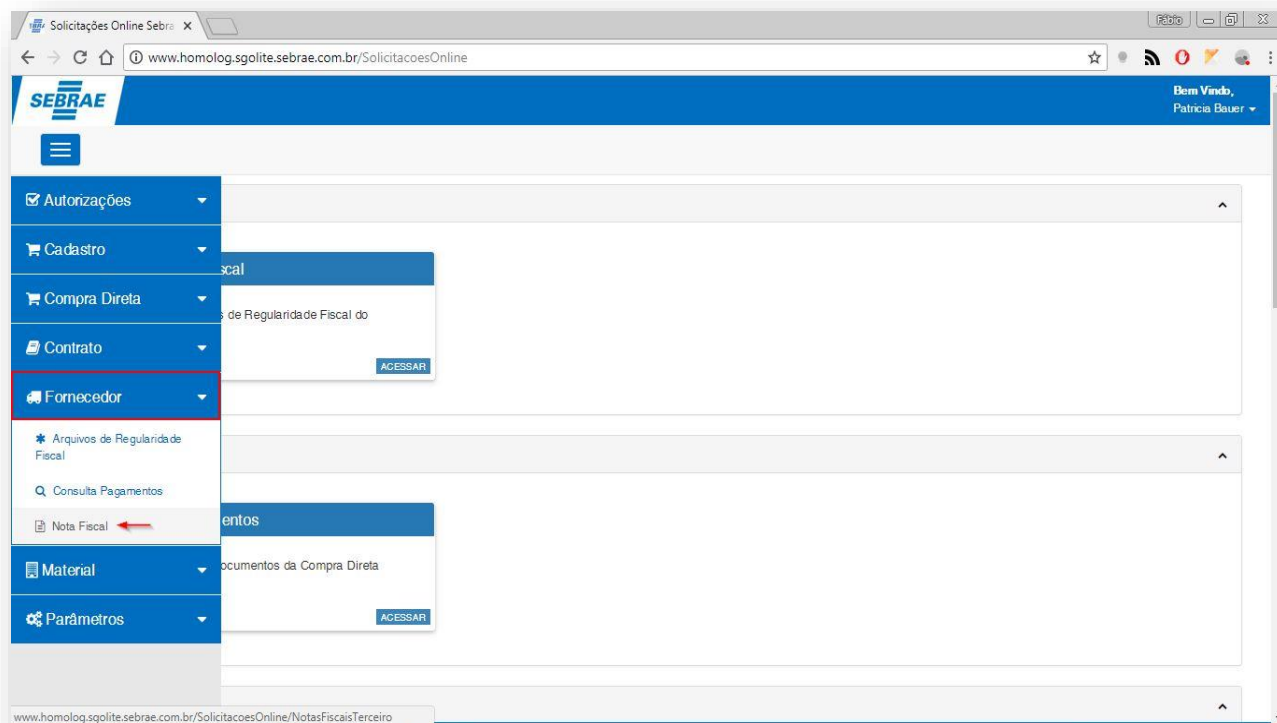 Solicitações Online Sebra
Fábio
www.homolog.sgolite.sebrae.com.br/SolicitacoesOnline
SEBRAE
Bem Vindo,
Patricia Bauer
Autorizações
Cadastro
scal
Compra Direta
s de Regularidade Fiscal do
Contrato
ACESSAR
Fornecedor
Arquivos de Regularidade
Fiscal
Consulta Pagamentos
Nota Fiscal
entos
Material
ocumentos da Compra Direta
Parâmetros
ACESSAR
www.homolog.sgolite.sebrae.com.br/SolicitacoesOnline/NotasFiscaisTerceiro